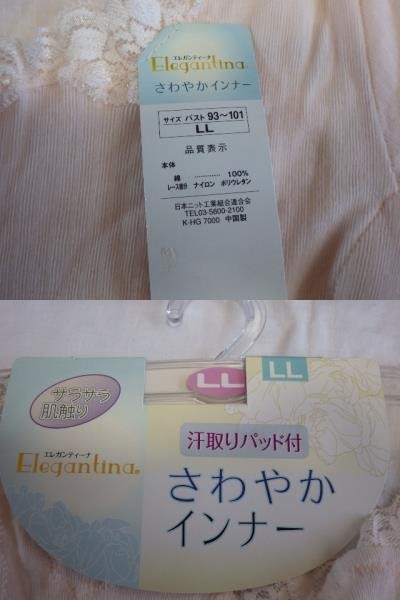 エレガンティーナ
Elegantina®
さわやかインナー
サイズ バスト 93～101
LL
品質表示
本体
綿 ............ 100%
レース部分 ナイロン ポリウレタン
日本ニット工業組合連合会
TEL03-5600-2100
K-HG 7000 中国製
サラサラ
肌触り
LL
LL
エレガンティーナ
Elegantina®
汗取りパッド付
さわやか
インナー